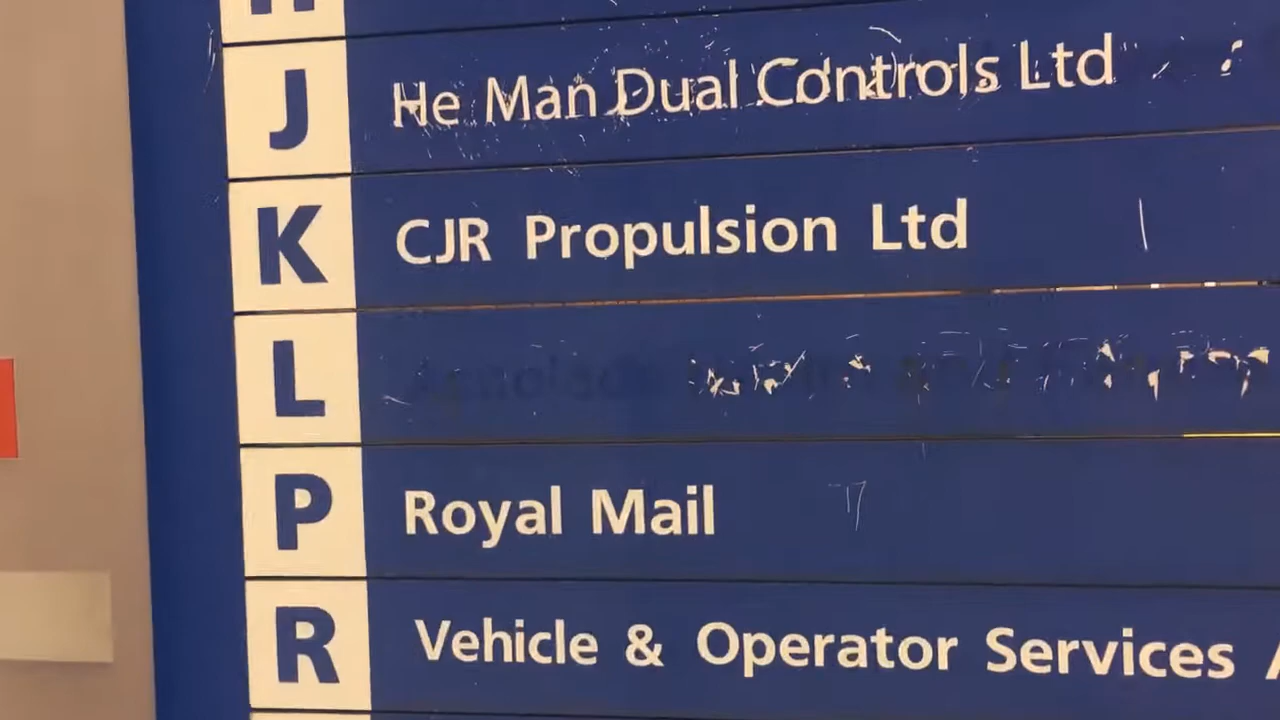 H
J He Man Dual Controls Ltd
K CJR Propulsion Ltd
L
P Royal Mail
R Vehicle & Operator Services